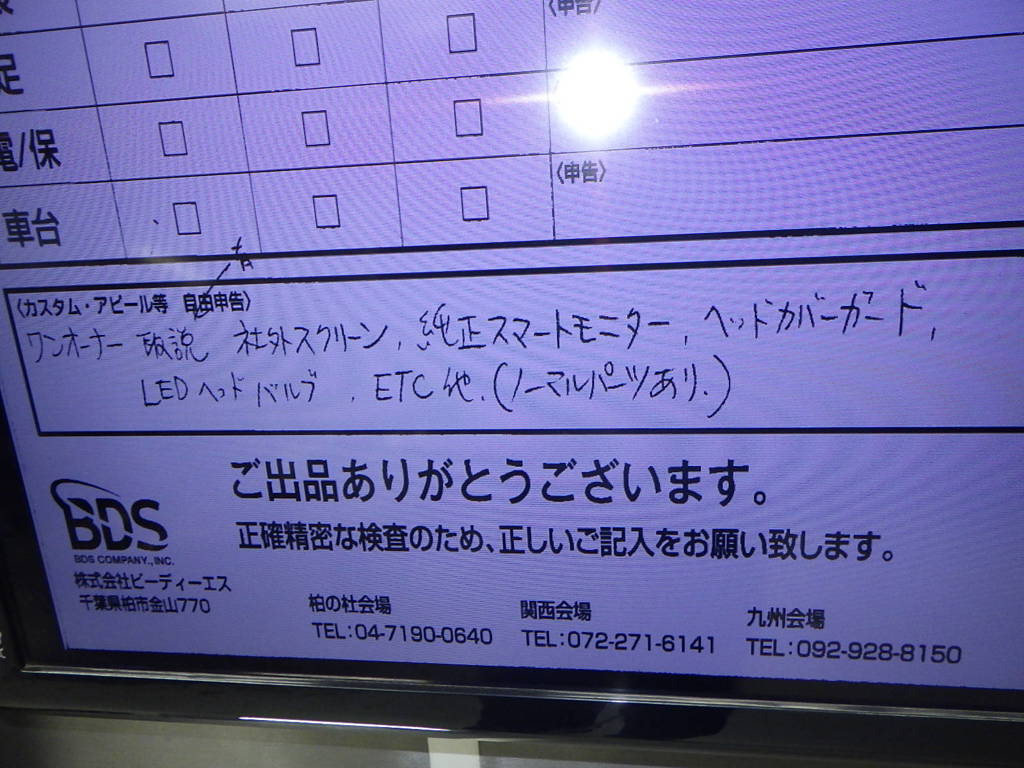 〈申告〉
足 □ □ □
電/保 □ □ □
〈申告〉
車台 □ □ □
有
〈カスタム・アピール等 自由申告〉
ワンオーナー 取説 社外スクリーン, 純正スマートモニター, ヘッドカバーガード,
LEDヘッドバルブ, ETC他.(ノーマルパーツあり.)
ご出品ありがとうございます。
正確精密な検査のため、正しいご記入をお願い致します。
BDS
BDS COMPANY.,INC.
株式会社ビーディーエス
千葉県柏市金山770
柏の杜会場
TEL:04-7190-0640
関西会場
TEL:072-271-6141
九州会場
TEL:092-928-8150